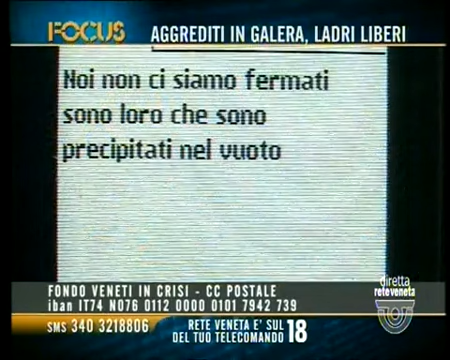 FOCUS AGGREDITI IN GALERA, LADRI LIBERI
Noi non ci siamo fermati
sono loro che sono
precipitati nel vuoto
diretta
reteveneta
FONDO VENETI IN CRISI - CC POSTALE
iban IT74 N076 0112 0000 0101 7942 739
SMS 340 3218806
RETE VENETA E' SUL
DEL TUO TELECOMANDO 18